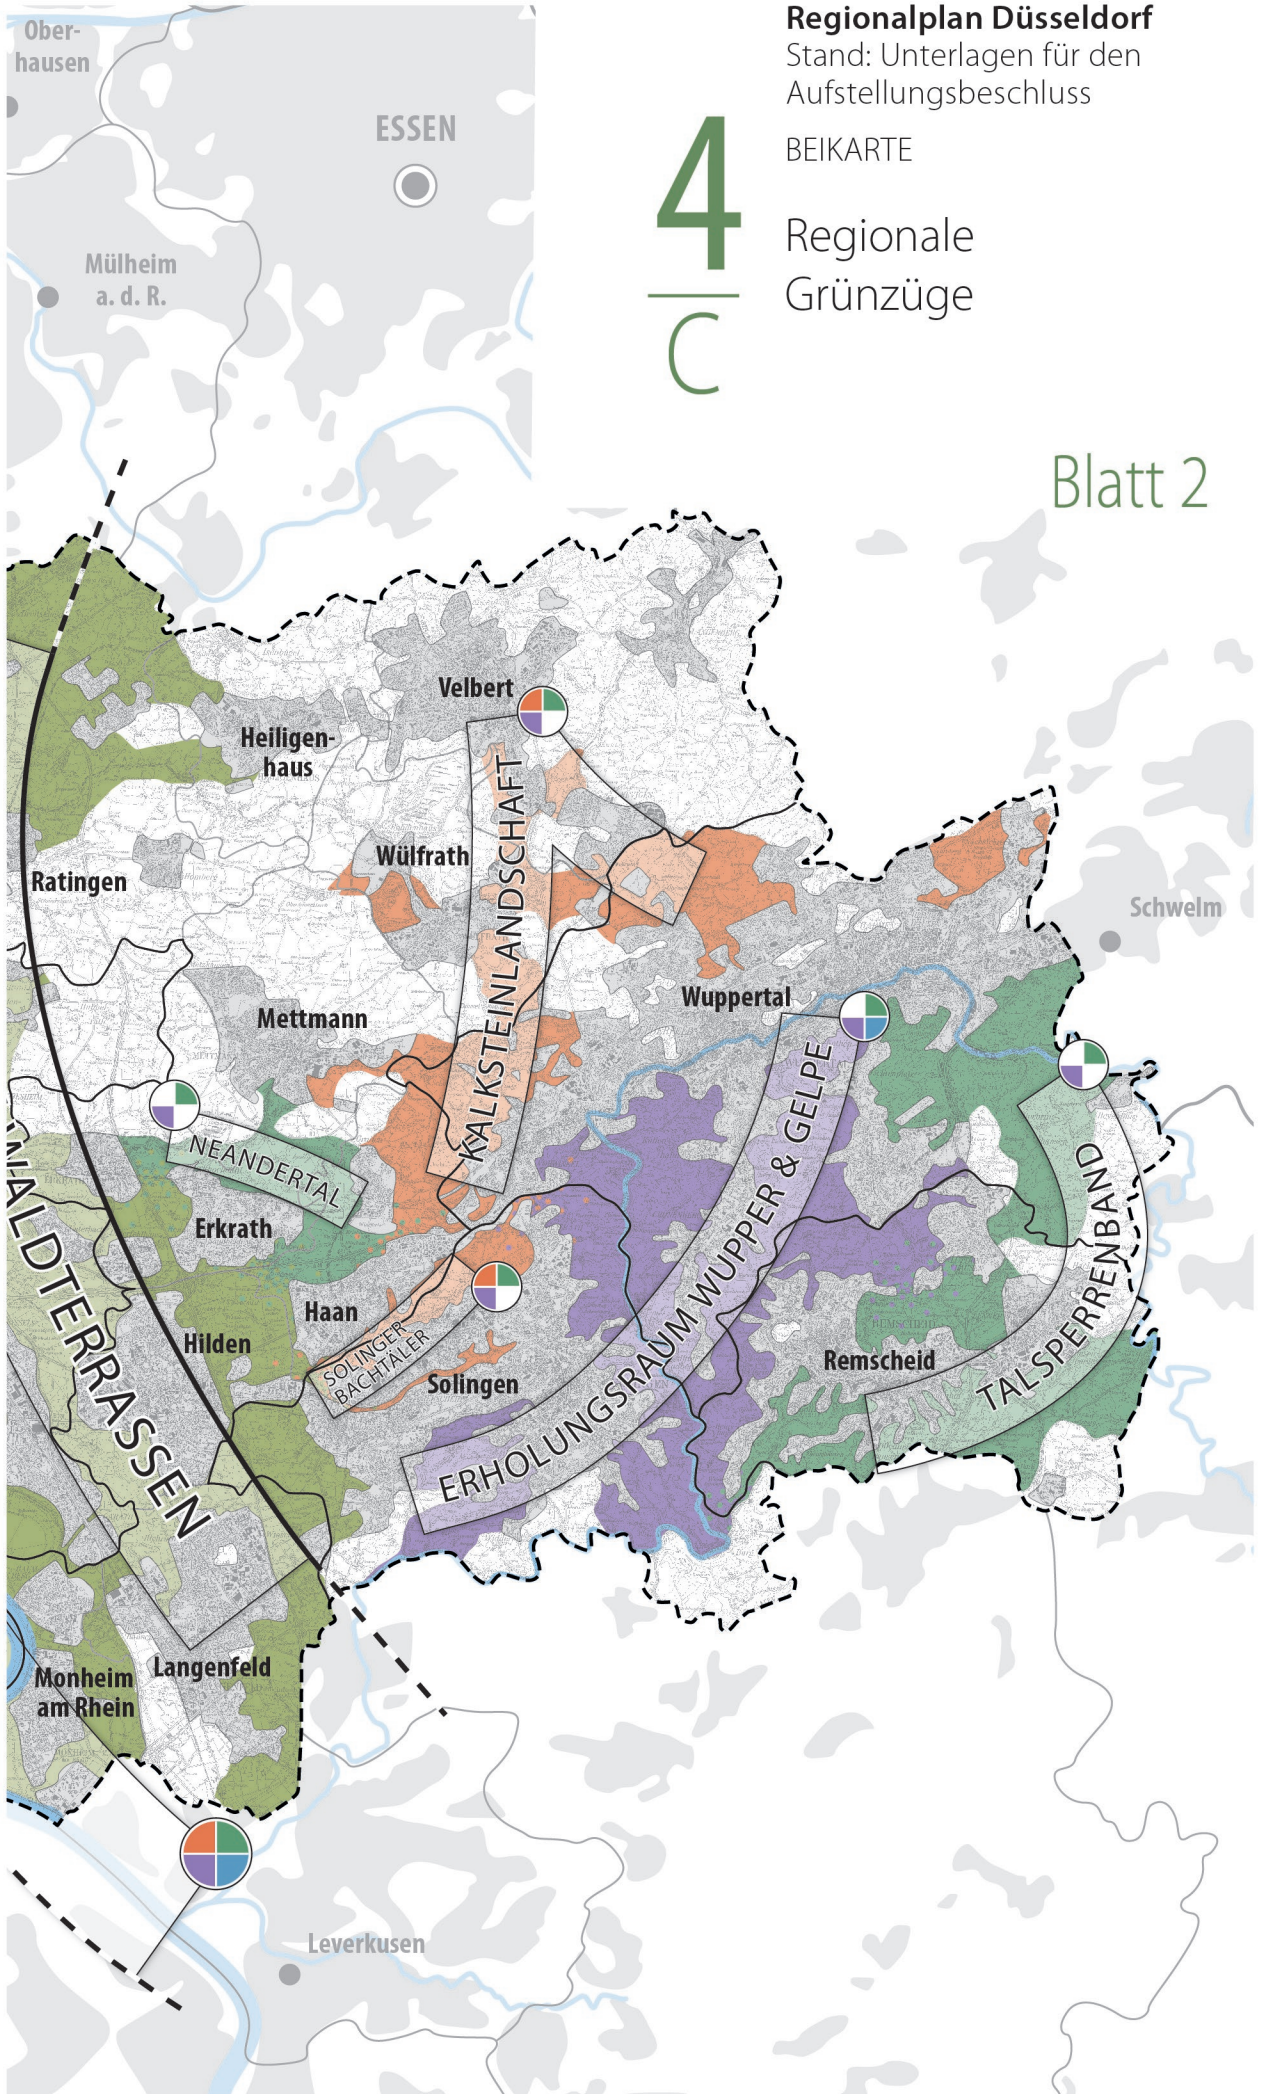 Regionalplan Düsseldorf
Stand: Unterlagen für den
Aufstellungsbeschluss
BEIKARTE
4
C
Regionale
Grünzüge
Blatt 2
Ober-
hausen
ESSEN
Mülheim
a. d. R.
Velbert
Heiligen-
haus
Wülfrath
Ratingen
KALKSTEINLANDSCHAFT
Schwelm
Wuppertal
Mettmann
NEANDERTAL
Erkrath
ERHOLUNGSRAUM WUPPER & GELPE
TALSPERRENBAND
WALDTERRASSEN
Haan
Hilden
SOLINGER
BACHTÄLER
Solingen
REMSCHEID
Remscheid
Langenfeld
Monheim
am Rhein
Leverkusen